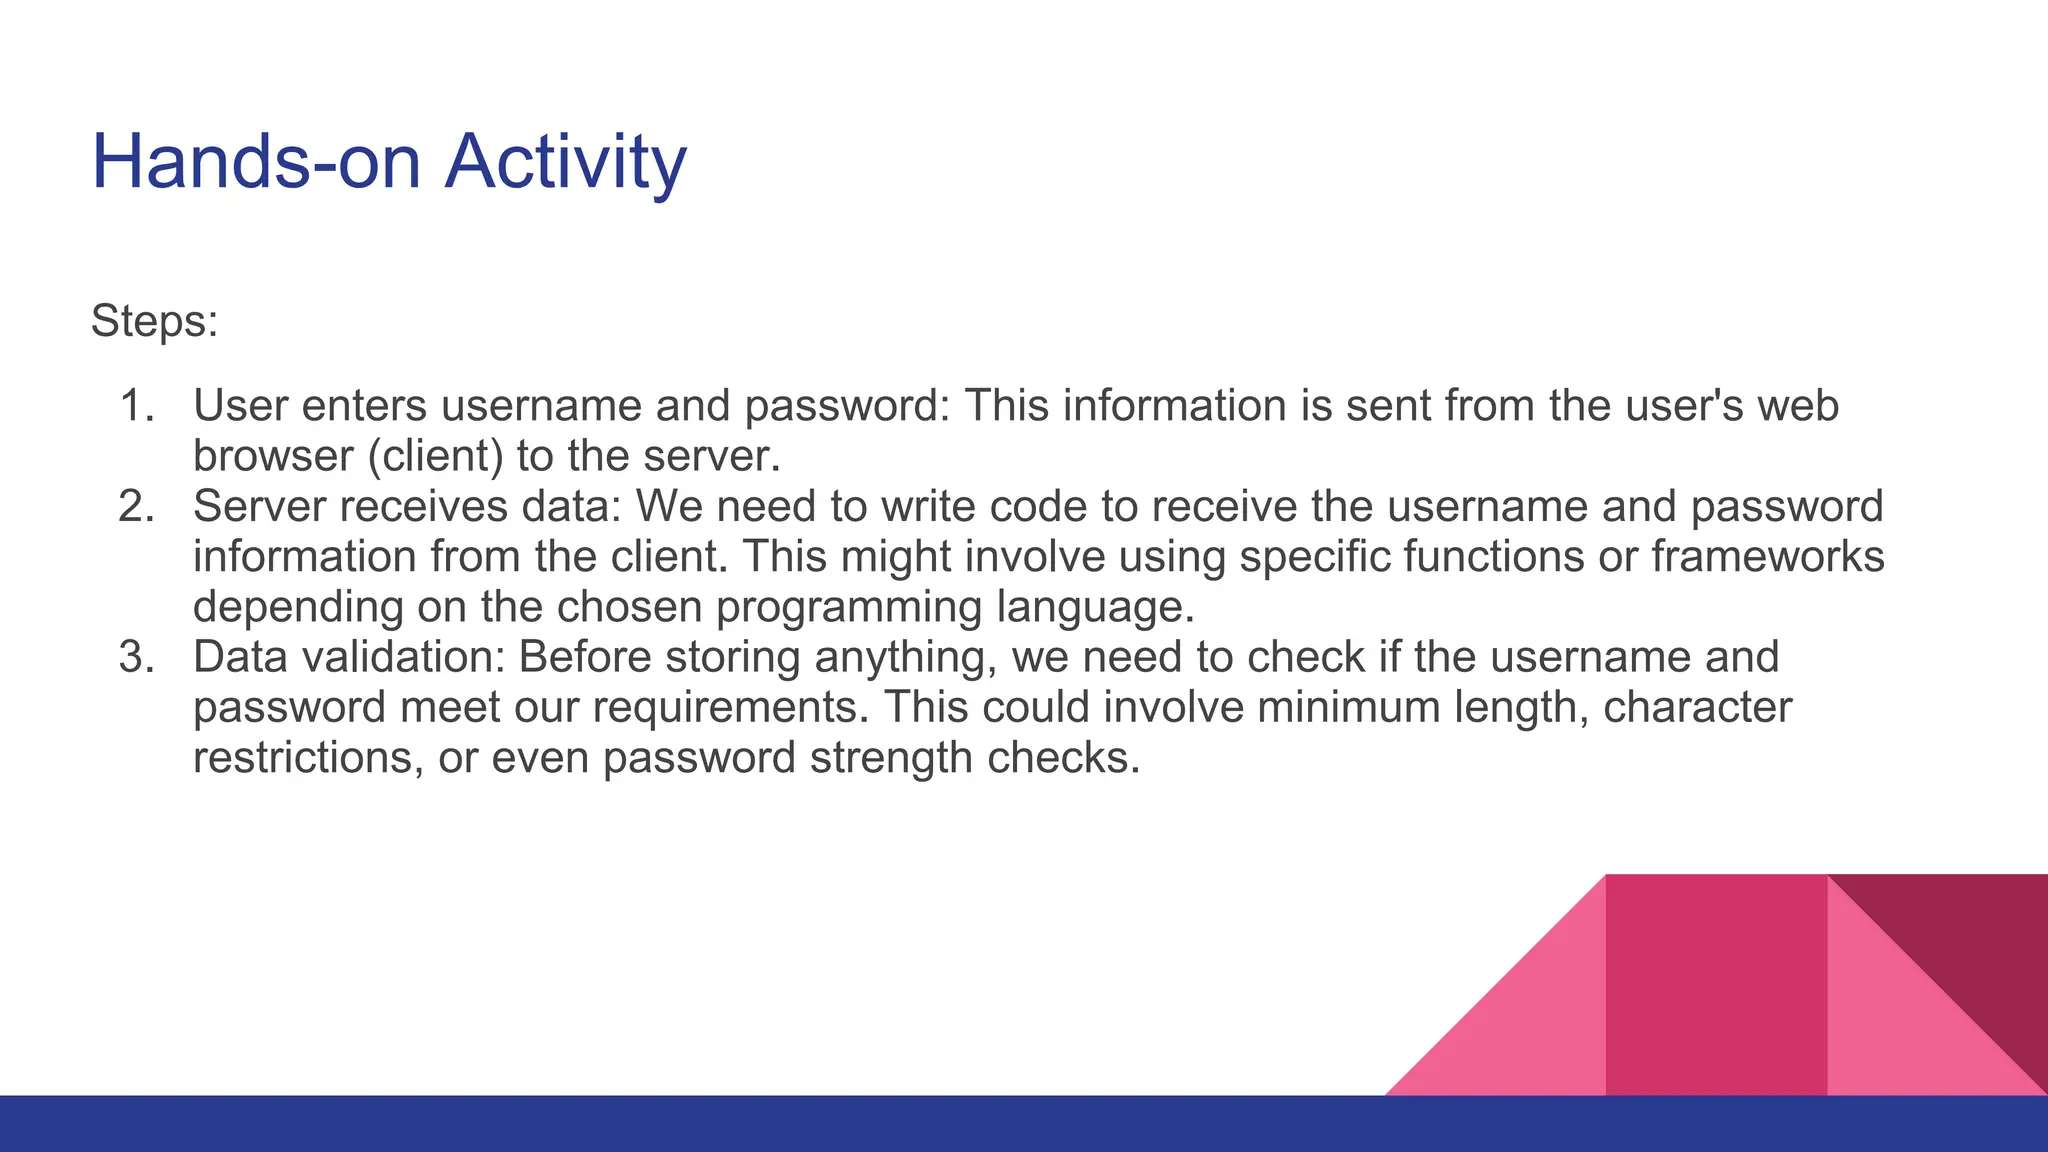 Hands-on Activity
Steps:
1. User enters username and password: This information is sent from the user's web
browser (client) to the server.
2. Server receives data: We need to write code to receive the username and password
information from the client. This might involve using specific functions or frameworks
depending on the chosen programming language.
3. Data validation: Before storing anything, we need to check if the username and
password meet our requirements. This could involve minimum length, character
restrictions, or even password strength checks.